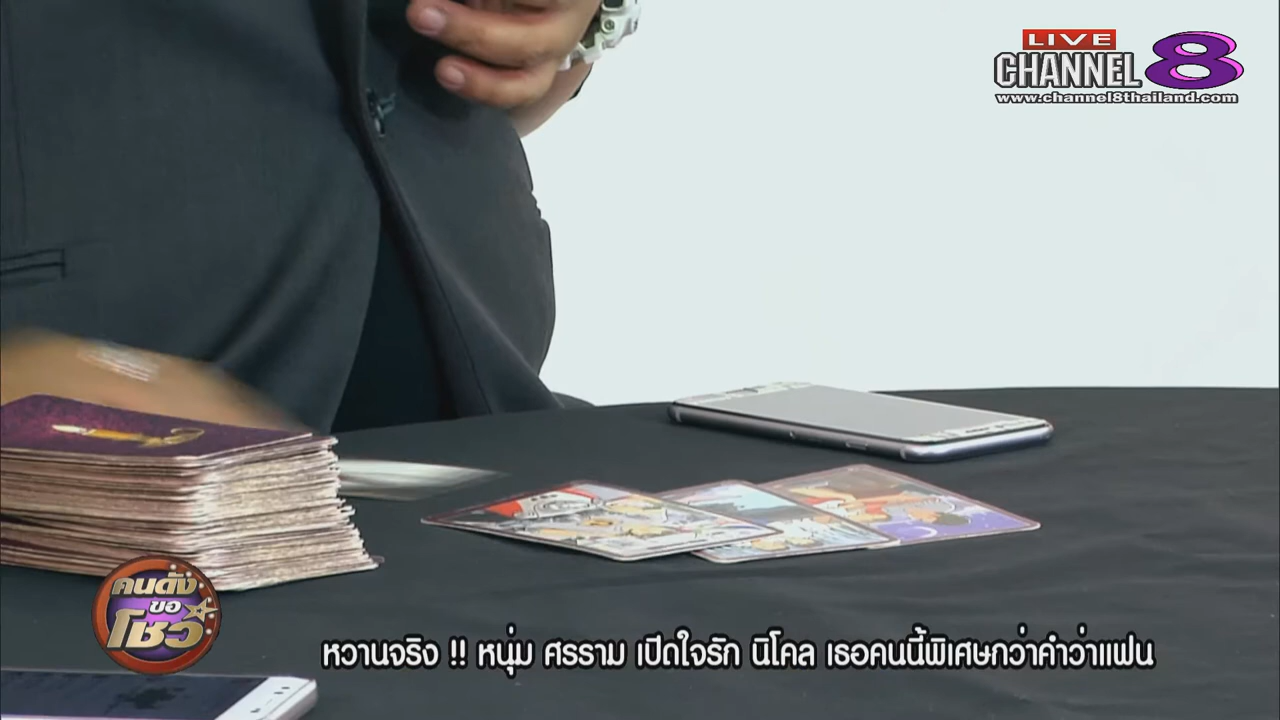 LIVE
CHANNEL 8
www.channel8thailand.com
คนดัง
ขอ
โชว์
หวานจริง !! หนุ่ม ศรราม เปิดใจรัก นิโคล เธอคนนี้พิเศษกว่าคำว่าแฟน